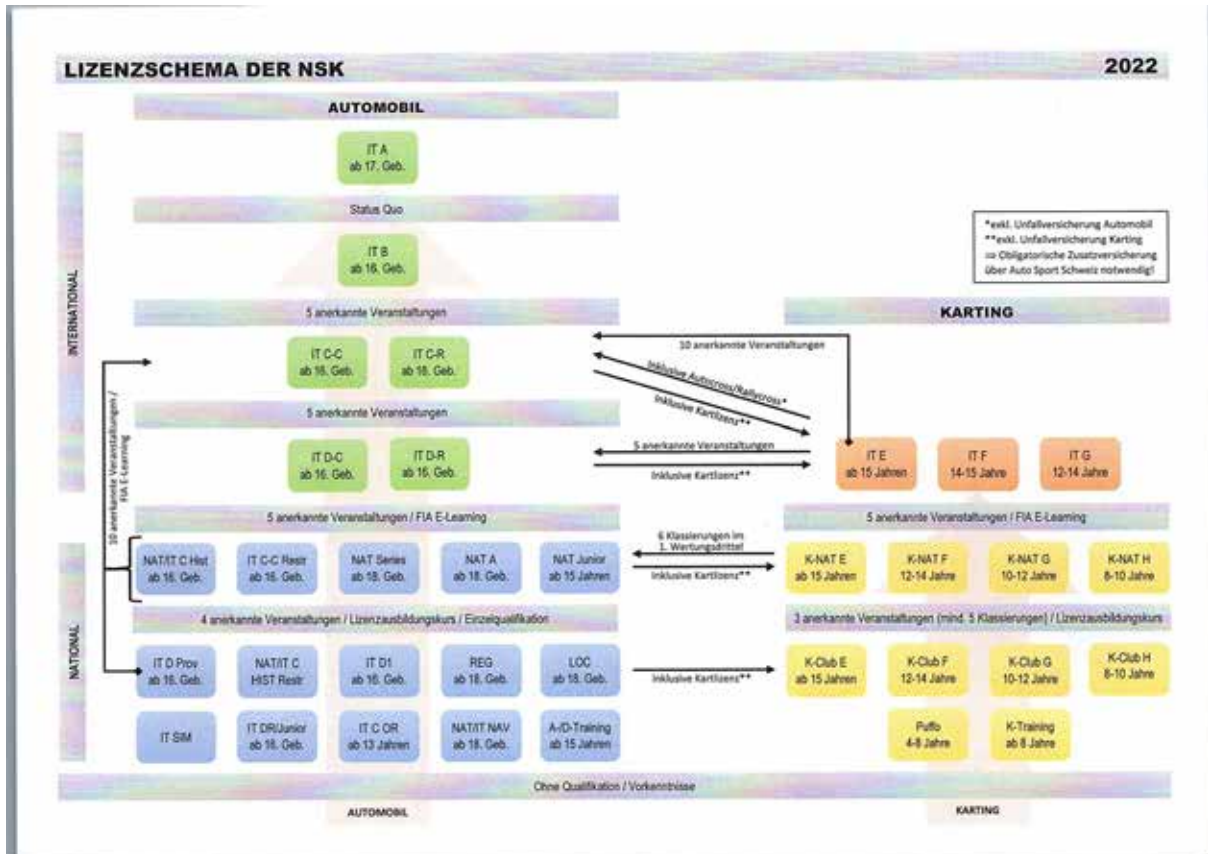 LIZENZSCHEMA DER NSK
2022
AUTOMOBIL
INTERNATIONAL
IT A
ab 17. Geb.
Status Quo
IT B
ab 16. Geb.
*exkl. Unfallversicherung Automobil
**exkl. Unfallversicherung Karting
⇒ Obligatorische Zusatzversicherung
über Auto Sport Schweiz notwendig!
5 anerkannte Veranstaltungen
KARTING
IT C-C
ab 16. Geb.
IT C-R
ab 18. Geb.
10 anerkannte Veranstaltungen
Inklusive Autocross/Rallycross*
Inklusive Kartlizenz**
5 anerkannte Veranstaltungen
IT D-C
ab 16. Geb.
IT D-R
ab 16. Geb.
5 anerkannte Veranstaltungen
Inklusive Kartlizenz**
IT E
ab 15 Jahren
IT F
14-15 Jahre
IT G
12-14 Jahre
10 anerkannte Veranstaltungen /
FIA E-Learning
5 anerkannte Veranstaltungen / FIA E-Learning
5 anerkannte Veranstaltungen / FIA E-Learning
NATIONAL
NAT/IT C Hist
ab 16. Geb.
IT C-C Restr
ab 16. Geb.
NAT Series
ab 18. Geb.
NAT A
ab 18. Geb.
NAT Junior
ab 15 Jahren
6 Klassierungen im
1. Wertungsdrittel
Inklusive Kartlizenz**
K-NAT E
ab 15 Jahren
K-NAT F
12-14 Jahre
K-NAT G
10-12 Jahre
K-NAT H
8-10 Jahre
4 anerkannte Veranstaltungen / Lizenzausbildungskurs / Einzelqualifikation
3 anerkannte Veranstaltungen (mind. 5 Klassierungen) / Lizenzausbildungskurs
IT D Prov
ab 16. Geb.
NAT/IT C
HIST Restr
IT D1
ab 16. Geb.
REG
ab 18. Geb.
LOC
ab 18. Geb.
Inklusive Kartlizenz**
K-Club E
ab 15 Jahren
K-Club F
12-14 Jahre
K-Club G
10-12 Jahre
K-Club H
8-10 Jahre
IT SIM
IT DR/Junior
ab 16. Geb.
IT C OR
ab 13 Jahren
NAT/IT NAV
ab 18. Geb.
A-/D-Training
ab 15 Jahren
Puffo
4-8 Jahre
K-Training
ab 8 Jahre
Ohne Qualifikation / Vorkenntnisse
AUTOMOBIL
KARTING